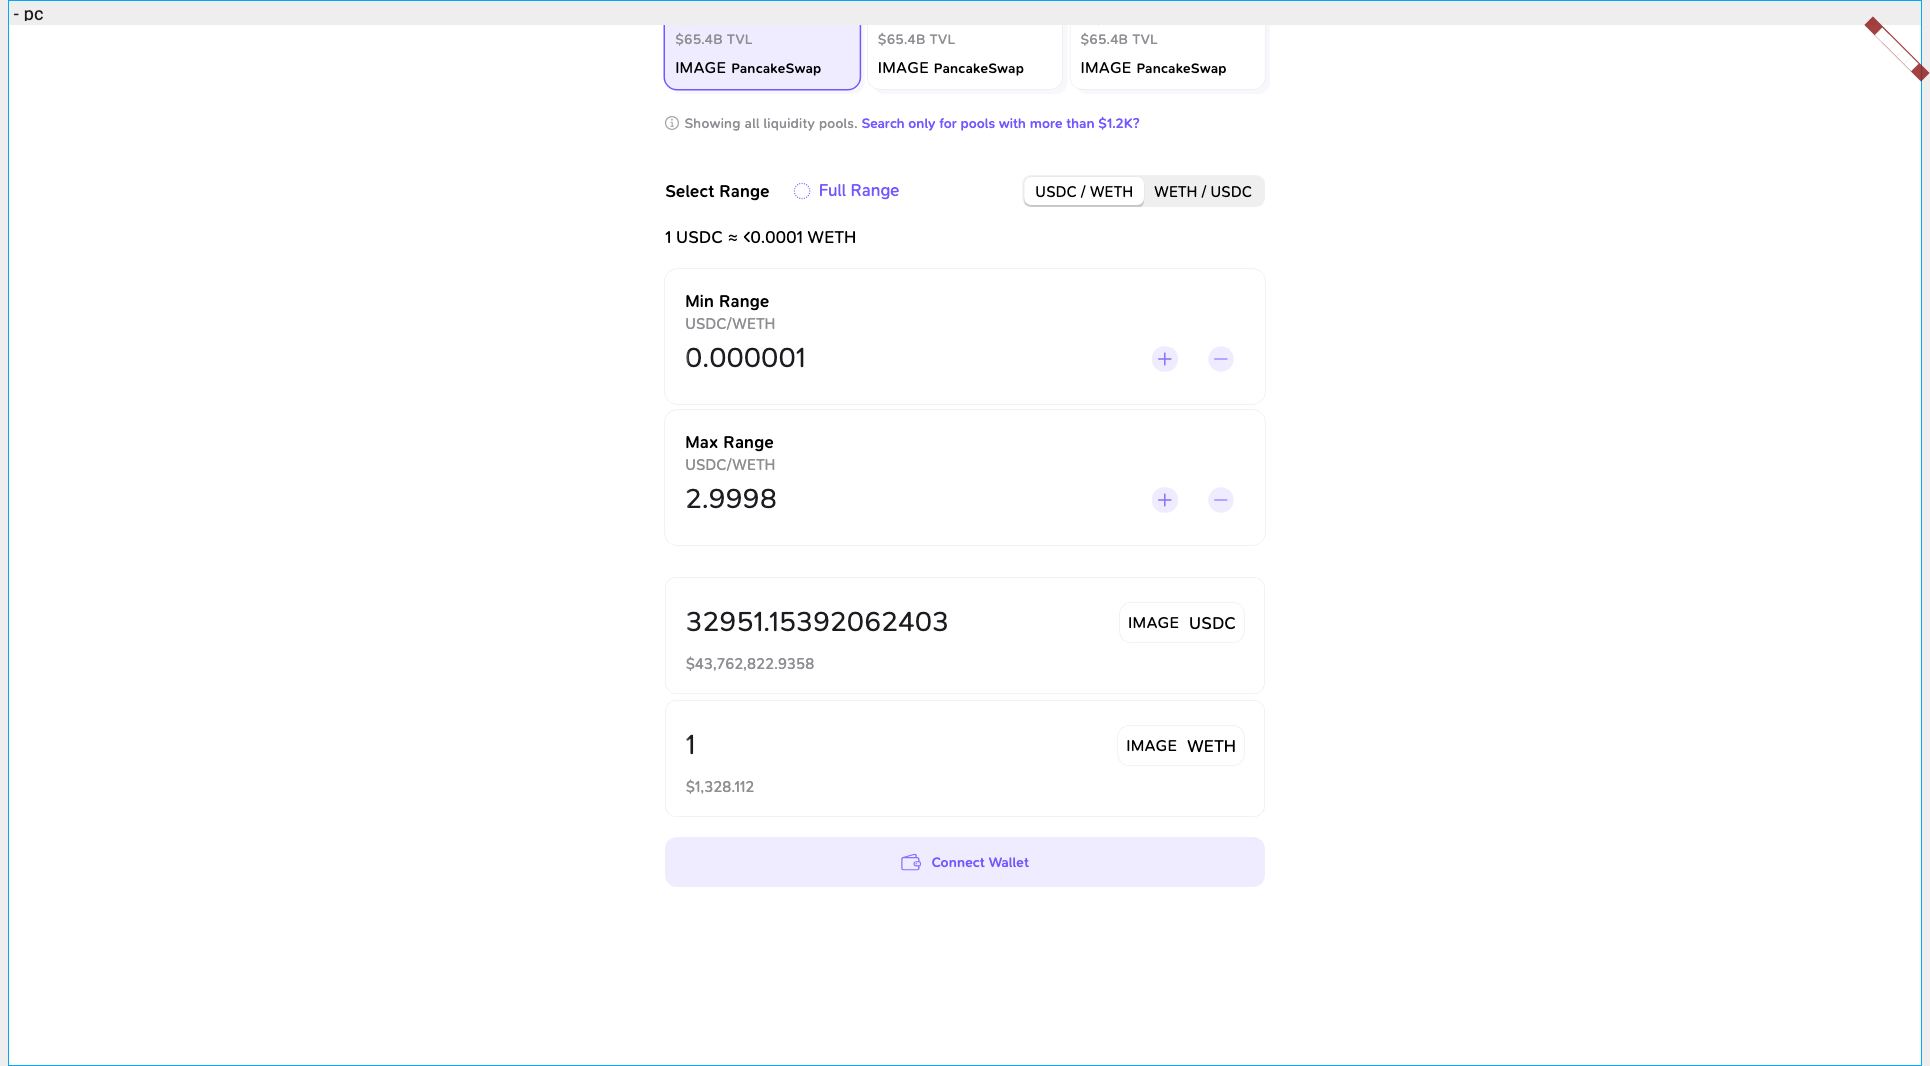 - pc
$65.4B TVL
IMAGE PancakeSwap
$65.4B TVL
IMAGE PancakeSwap
$65.4B TVL
IMAGE PancakeSwap
Showing all liquidity pools. Search only for pools with more than $1.2K?
Select Range
Full Range
USDC / WETH
WETH / USDC
1 USDC ≈ <0.0001 WETH
Min Range
USDC/WETH
0.000001
Max Range
USDC/WETH
2.9998
32951.15392062403
IMAGE USDC
$43,762,822.9358
1
IMAGE WETH
$1,328.112
Connect Wallet